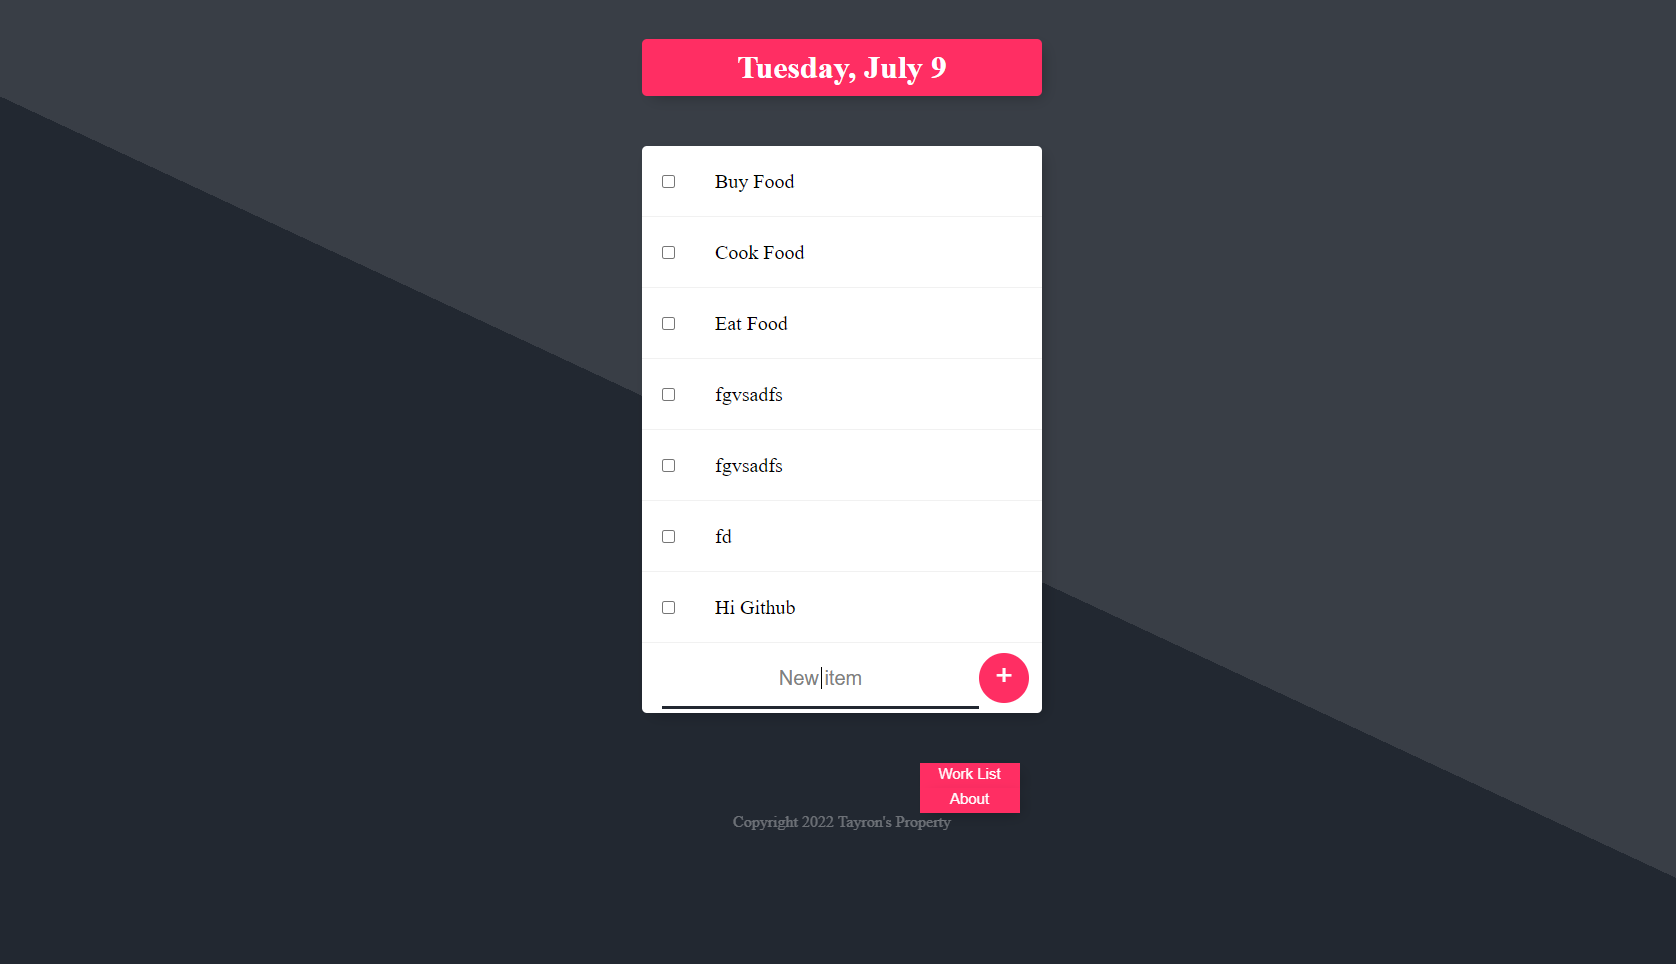 Tuesday, July 9
Buy Food
Cook Food
Eat Food
fgvsadfs
fgvsadfs
fd
Hi Github
New item
+
Work List
About
Copyright 2022 Tayron's Property